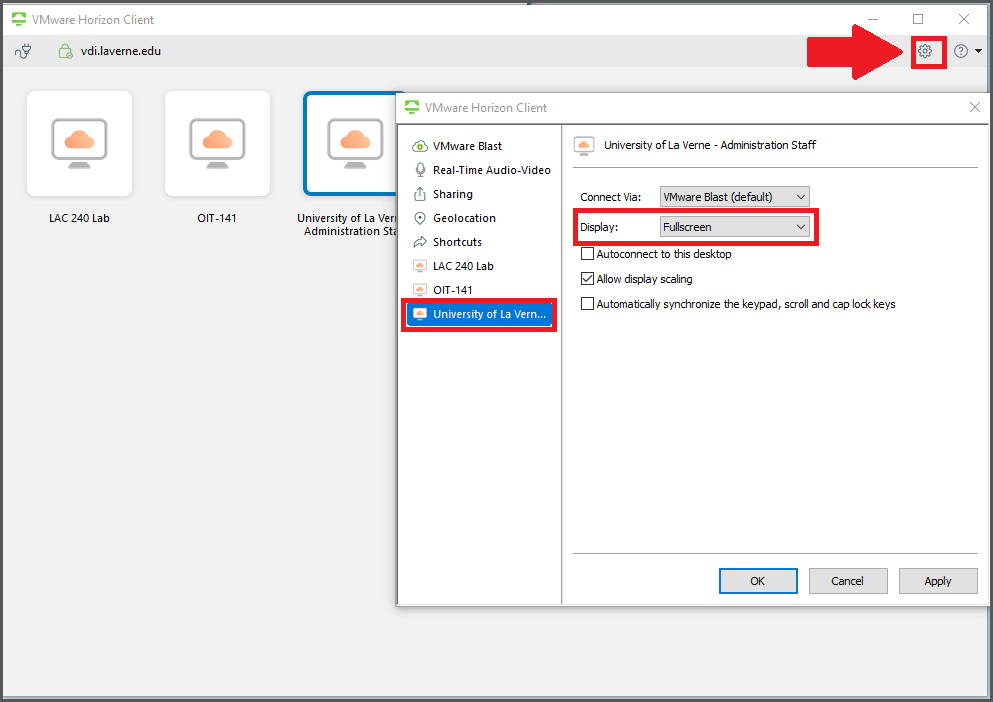 VMware Horizon Client
vdi.laverne.edu
LAC 240 Lab
OIT-141
University of La Ver
Administration Sta
VMware Horizon Client
VMware Blast
Real-Time Audio-Video
Sharing
Geolocation
Shortcuts
LAC 240 Lab
OIT-141
University of La Vern...
University of La Verne - Administration Staff
Connect Via: VMware Blast (default)
Display: Fullscreen
Autoconnect to this desktop
Allow display scaling
Automatically synchronize the keypad, scroll and cap lock keys
OK Cancel Apply